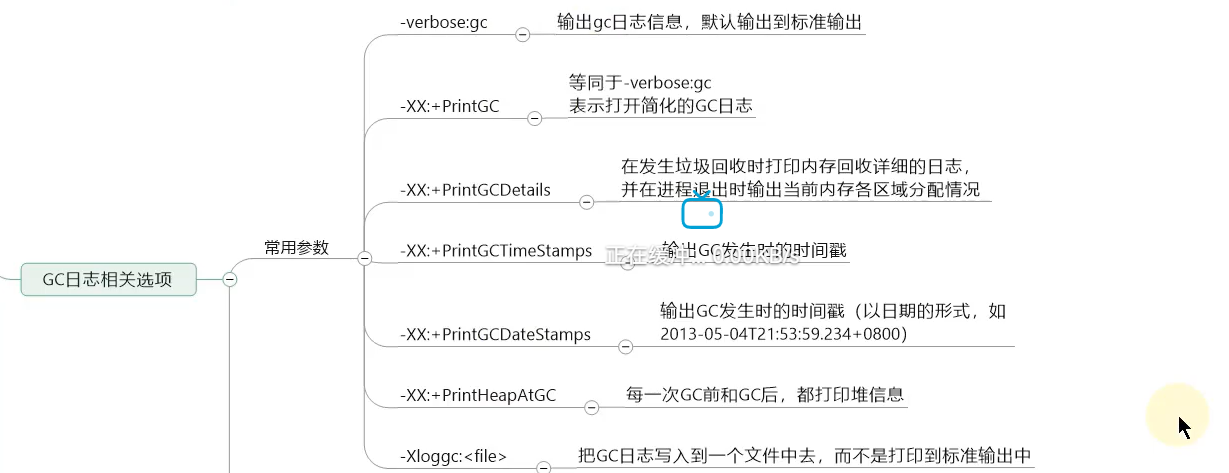 -verbose:gc
输出gc日志信息，默认输出到标准输出
-XX:+PrintGC
等同于-verbose:gc
表示打开简化的GC日志
-XX:+PrintGCDetails
在发生垃圾回收时打印内存回收详细的日志，
并在进程退出时输出当前内存各区域分配情况
常用参数
-XX:+PrintGCTimeStamps
正在缓冲... 0.00KB/s
输出GC发生时的时间戳
GC日志相关选项
-XX:+PrintGCDateStamps
输出GC发生时的时间戳（以日期的形式，如
2013-05-04T21:53:59.234+0800）
-XX:+PrintHeapAtGC
每一次GC前和GC后，都打印堆信息
-Xloggc:<file>
把GC日志写入到一个文件中去，而不是打印到标准输出中